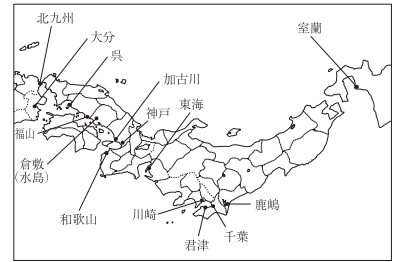 北九州
大分
呉
加古川
神戸
東海
室蘭
福山
倉敷
(水島)
和歌山
川崎
君津
千葉
鹿嶋